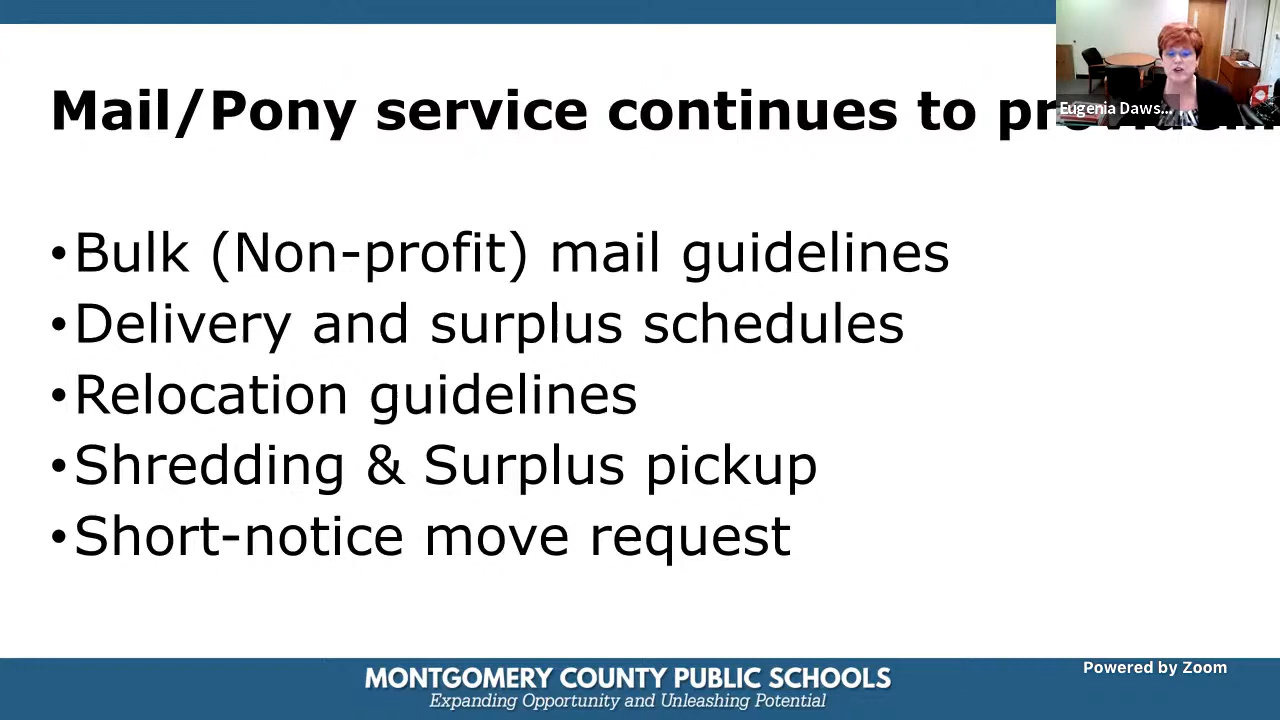 Mail/Pony service continues to provide...
Eugenia Daws...
•Bulk (Non-profit) mail guidelines
•Delivery and surplus schedules
•Relocation guidelines
•Shredding & Surplus pickup
•Short-notice move request
MONTGOMERY COUNTY PUBLIC SCHOOLS
Expanding Opportunity and Unleashing Potential
Powered by Zoom